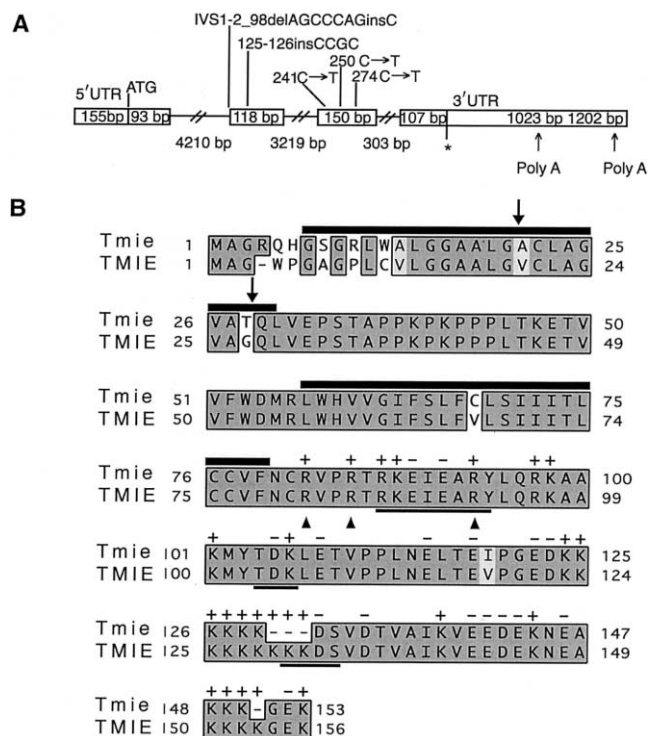 A
IVS1-2_98delAGCCCAGinsC
125-126insCCGC
250 C→T
241C→T 274 C→T
5'UTR ATG 3'UTR
155bp 93 bp 118 bp 150 bp 107 bp 1023 bp 1202 bp
4210 bp 3219 bp 303 bp *
Poly A Poly A
B
Tmie 1 MAGRQHGSGRLWALGGAALGACLAG 25
TMIE 1 MAG-WPGAGPLCVLGGAALGVCLAG 24
Tmie 26 VATQLVEPSTAPPKPKPPPLTKETV 50
TMIE 25 VAGQLVEPSTAPPKPKPPPLTKETV 49
Tmie 51 VFWDMRLWHVVGIFSLFCLSIIITL 75
TMIE 50 VFWDMRLWHVVGIFSLFVLSIIITL 74
+ + ++ - - + ++
Tmie 76 CCVFNCRVPRTRKEIEARYLQRKAA 100
TMIE 75 CCVFNCRVPRTRKEIEARYLQRKAA 99
+ -+ - - - --++
Tmie 101 KMYTDKLETVPPLNELTEIPGEDKK 125
TMIE 100 KMYTDKLETVPPLNELTEVPGEDKK 124
+++++++- - + ----+ -
Tmie 126 KKKK---DSVDTVAIKVEEDEKNEA 147
TMIE 125 KKKKKKKDSVDTVAIKVEEDEKNEA 149
++++ -+
Tmie 148 KKK-GEK 153
TMIE 150 KKKKGEK 156